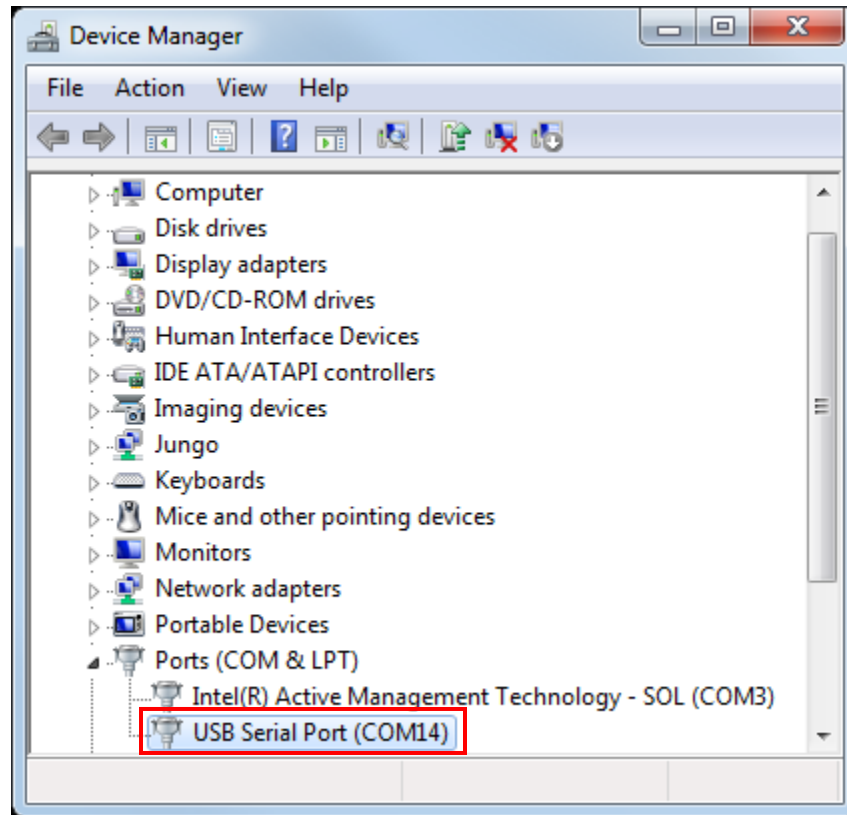 Device Manager
File Action View Help
Computer
Disk drives
Display adapters
DVD/CD-ROM drives
Human Interface Devices
IDE ATA/ATAPI controllers
Imaging devices
Jungo
Keyboards
Mice and other pointing devices
Monitors
Network adapters
Portable Devices
Ports (COM & LPT)
Intel(R) Active Management Technology - SOL (COM3)
USB Serial Port (COM14)